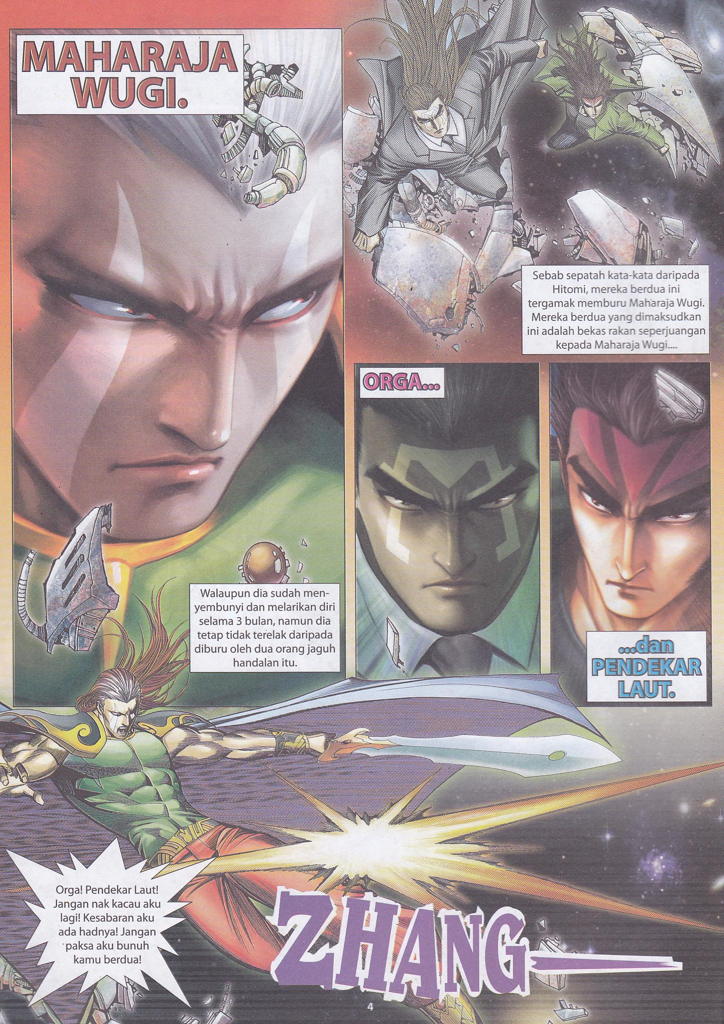 MAHARAJA
WUGI.
Sebab sepatah kata-kata daripada
Hitomi, mereka berdua ini
tergamak memburu Maharaja Wugi.
Mereka berdua yang dimaksudkan
ini adalah bekas rakan seperjuangan
kepada Maharaja Wugi....
ORGA...
Walaupun dia sudah men-
yembunyi dan melarikan diri
selama 3 bulan, namun dia
tetap tidak terelak daripada
diburu oleh dua orang jaguh
handalan itu.
...dan
PENDEKAR
LAUT.
Orga! Pendekar Laut!
Jangan nak kacau aku
lagi! Kesabaran aku
ada hadnya! Jangan
paksa aku bunuh
kamu berdua!
ZHANG
4